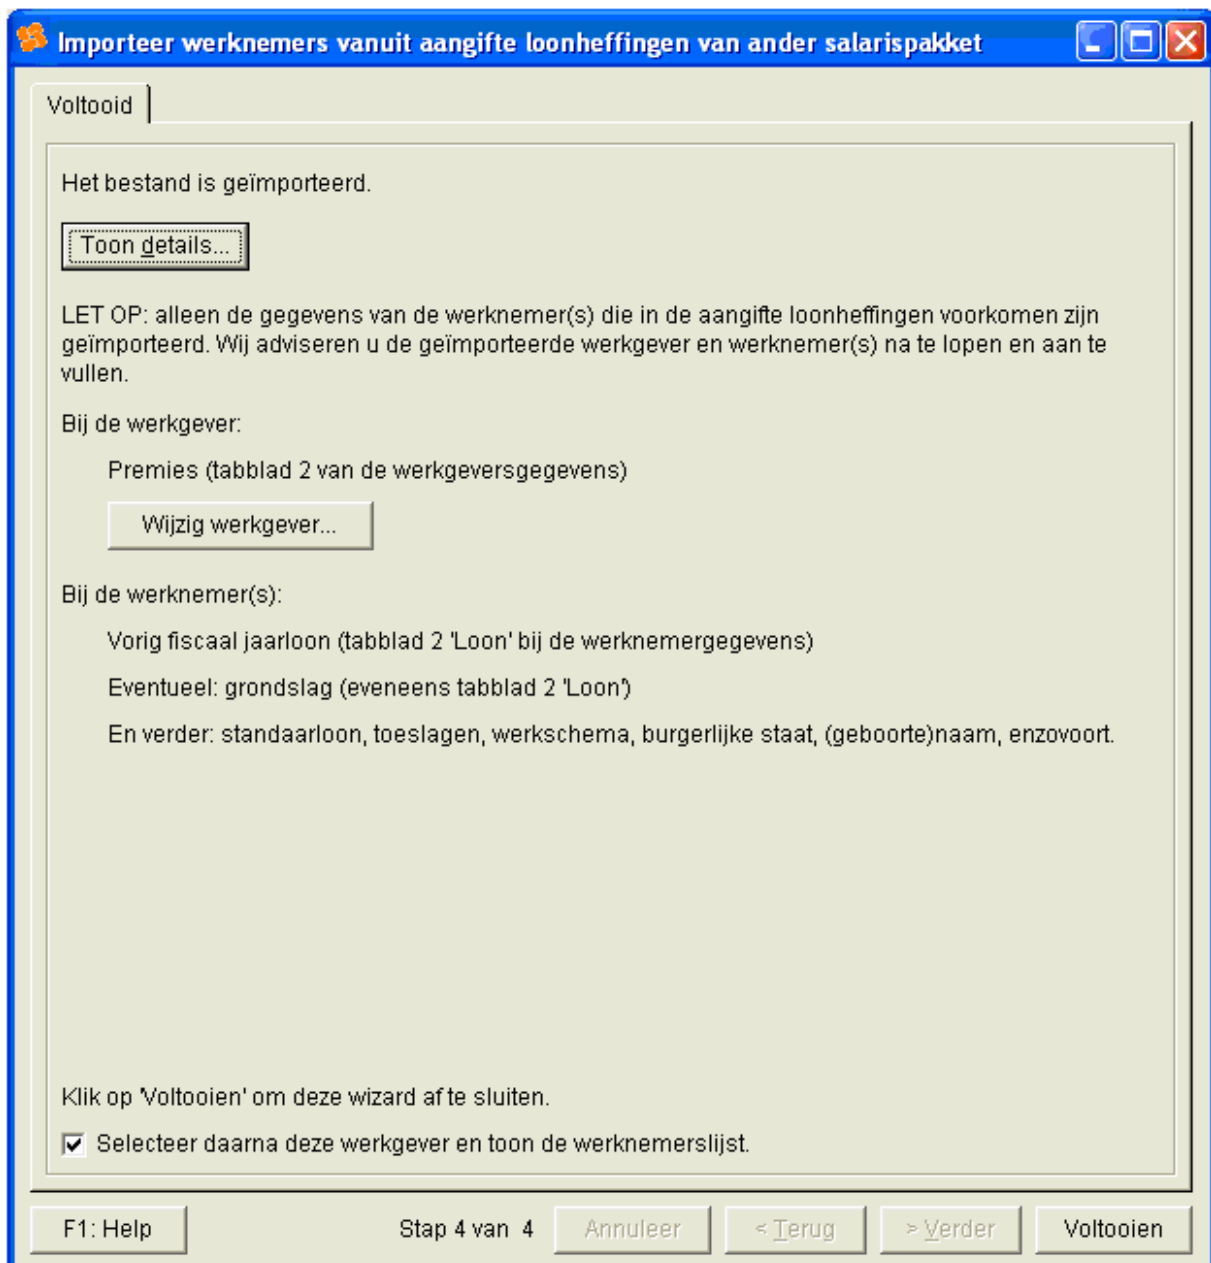 Importeer werknemers vanuit aangifte loonheffingen van ander salarispakket
Voltooid
Het bestand is geïmporteerd.
Toon details...
LET OP: alleen de gegevens van de werknemer(s) die in de aangifte loonheffingen voorkomen zijn
geïmporteerd. Wij adviseren u de geïmporteerde werkgever en werknemer(s) na te lopen en aan te
vullen.
Bij de werkgever:
Premies (tabblad 2 van de werkgeversgegevens)
Wijzig werkgever...
Bij de werknemer(s):
Vorig fiscaal jaarloon (tabblad 2 'Loon' bij de werknemergegevens)
Eventueel: grondslag (eveneens tabblad 2 'Loon')
En verder: standaarloon, toeslagen, werkschema, burgerlijke staat, (geboorte)naam, enzovoort.
Klik op 'Voltooien' om deze wizard af te sluiten.
Selecteer daarna deze werkgever en toon de werknemerslijst.
F1: Help
Stap 4 van 4
Annuleer
< Terug
> Verder
Voltooien